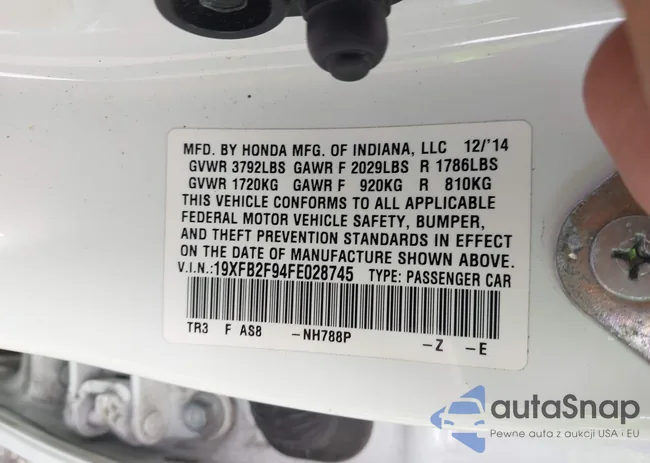 MFD. BY HONDA MFG. OF INDIANA, LLC 12/'14
GVWR 3792LBS GAWR F 2029LBS R 1786LBS
GVWR 1720KG GAWR F 920KG R 810KG
THIS VEHICLE CONFORMS TO ALL APPLICABLE
FEDERAL MOTOR VEHICLE SAFETY, BUMPER,
AND THEFT PREVENTION STANDARDS IN EFFECT
ON THE DATE OF MANUFACTURE SHOWN ABOVE.
V.I.N.:19XFB2F94FE028745 TYPE: PASSENGER CAR
TR3 F AS8 -NH788P -Z -E
autoSnap
Pewne auta z aukcji USA i EU